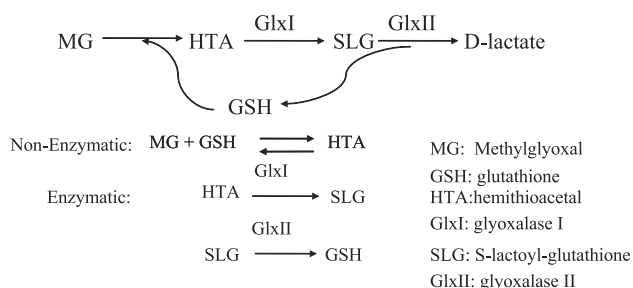 GlxI GlxII
MG HTA SLG D-lactate
GSH
Non-Enzymatic: MG + GSH HTA
MG: Methylglyoxal
GlxI
GSH: glutathione
Enzymatic: HTA SLG
HTA:hemithioacetal
GlxI: glyoxalase I
GlxII
SLG GSH
SLG: S-lactoyl-glutathione
GlxII: glyoxalase II